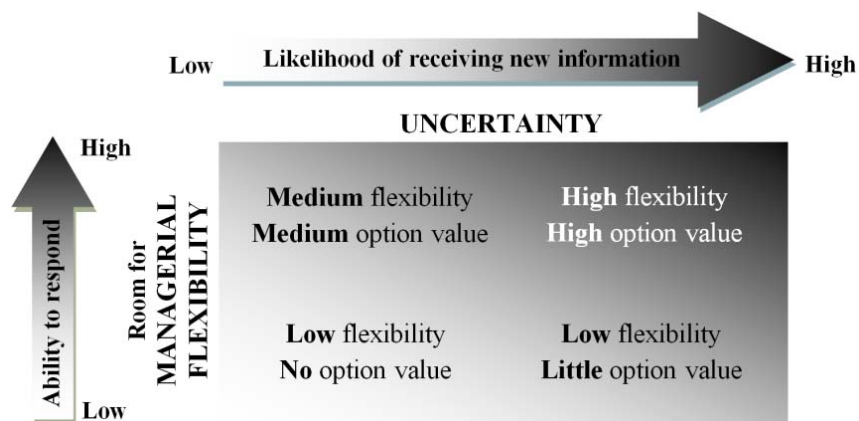 Low Likelihood of receiving new information High
UNCERTAINTY
High
Ability to respond
Low
Room for
MANAGERIAL
FLEXIBILITY
Medium flexibility
Medium option value
High flexibility
High option value
Low flexibility
No option value
Low flexibility
Little option value